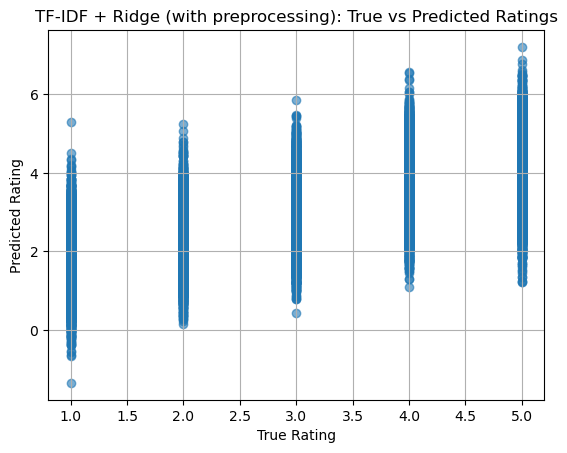 TF-IDF + Ridge (with preprocessing): True vs Predicted Ratings
Predicted Rating
6
4
2
0
1.0 1.5 2.0 2.5 3.0 3.5 4.0 4.5 5.0
True Rating